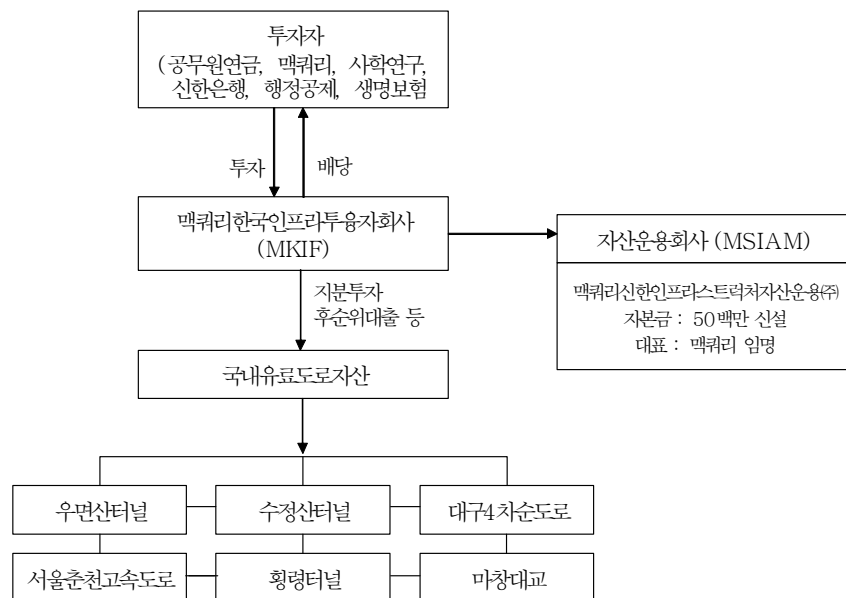 투자자
(공무원연금, 맥쿼리, 사학연구,
신한은행, 행정공제, 생명보험
투자
배당
맥쿼리한국인프라투융자회사
(MKIF)
자산운용회사 (MSIAM)
맥쿼리신한인프라스트럭처자산운용㈜
자본금 : 50백만 신설
대표 : 맥쿼리 임명
지분투자
후순위대출 등
국내유료도로자산
우면산터널
수정산터널
대구4차순도로
서울춘천고속도로
횡령터널
마창대교